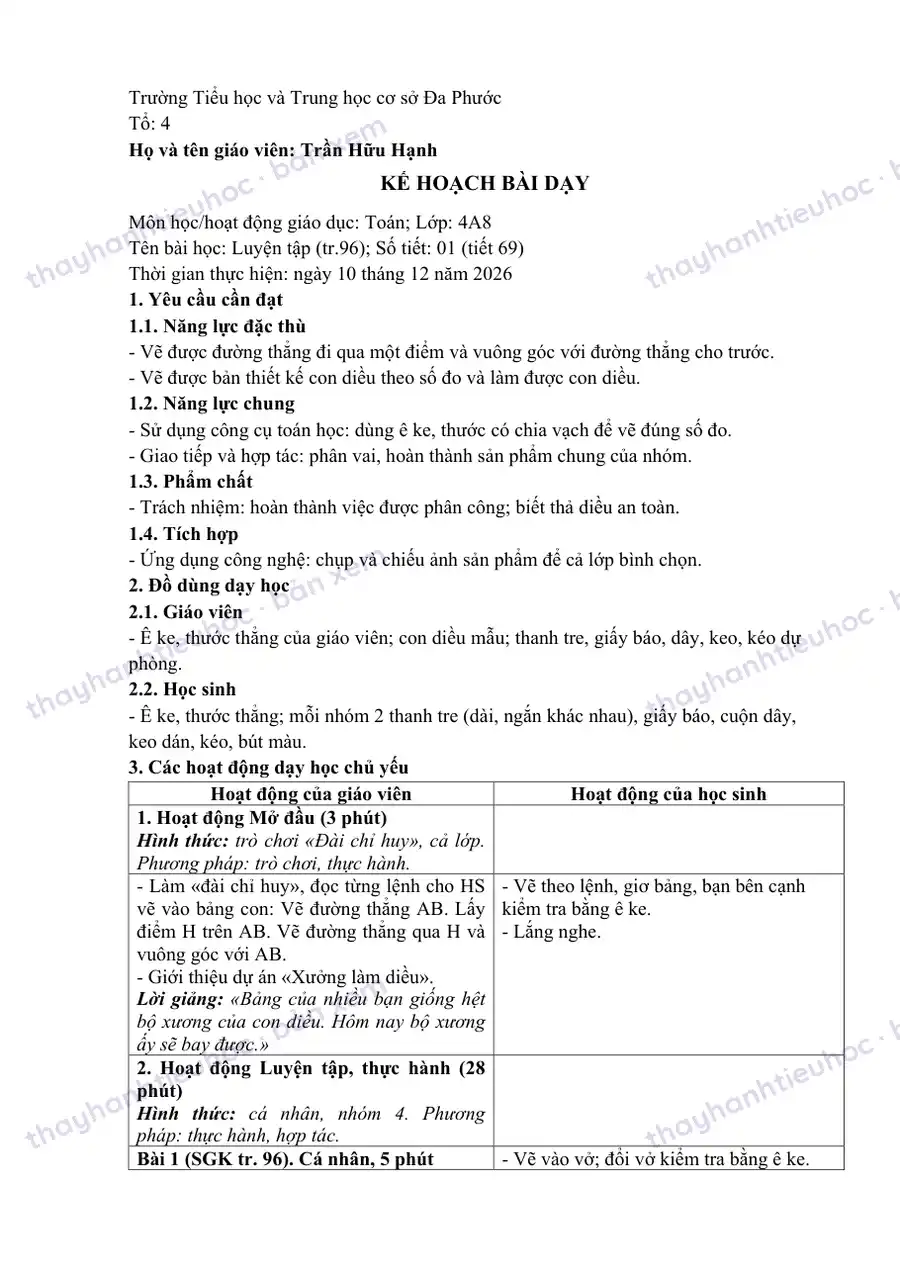 Trường Tiểu học và Trung học cơ sở Đa Phước
Tổ: 4
Họ và tên giáo viên: Trần Hữu Hạnh
KẾ HOẠCH BÀI DẠY
Môn học/hoạt động giáo dục: Toán; Lớp: 4A8
Tên bài học: Luyện tập (tr.96); Số tiết: 01 (tiết 69)
Thời gian thực hiện: ngày 10 tháng 12 năm 2026
1. Yêu cầu cần đạt
1.1. Năng lực đặc thù
- Vẽ được đường thẳng đi qua một điểm và vuông góc với đường thẳng cho trước.
- Vẽ được bản thiết kế con diều theo số đo và làm được con diều.
1.2. Năng lực chung
- Sử dụng công cụ toán học: dùng ê ke, thước có chia vạch để vẽ đúng số đo.
- Giao tiếp và hợp tác: phân vai, hoàn thành sản phẩm chung của nhóm.
1.3. Phẩm chất
- Trách nhiệm: hoàn thành việc được phân công; biết thả diều an toàn.
1.4. Tích hợp
- Ứng dụng công nghệ: chụp và chiếu ảnh sản phẩm để cả lớp bình chọn.
2. Đồ dùng dạy học
2.1. Giáo viên
- Ê ke, thước thẳng của giáo viên; con diều mẫu; thanh tre, giấy báo, dây, keo, kéo dự
phòng.
2.2. Học sinh
- Ê ke, thước thẳng; mỗi nhóm 2 thanh tre (dài, ngắn khác nhau), giấy báo, cuộn dây,
keo dán, kéo, bút màu.
3. Các hoạt động dạy học chủ yếu
Hoạt động của giáo viên
Hoạt động của học sinh
1. Hoạt động Mở đầu (3 phút)
Hình thức: trò chơi «Đài chỉ huy», cả lớp.
Phương pháp: trò chơi, thực hành.
- Làm «đài chỉ huy», đọc từng lệnh cho HS
vẽ vào bảng con: Vẽ đường thẳng AB. Lấy
điểm H trên AB. Vẽ đường thẳng qua H và
vuông góc với AB.
- Giới thiệu dự án «Xưởng làm diều».
Lời giảng: «Bảng của nhiều bạn giống hệt
bộ xương của con diều. Hôm nay bộ xương
ấy sẽ bay được.»
- Vẽ theo lệnh, giơ bảng, bạn bên cạnh
kiểm tra bằng ê ke.
- Lắng nghe.
2. Hoạt động Luyện tập, thực hành (28
phút)
Hình thức: cá nhân, nhóm 4. Phương
pháp: thực hành, hợp tác.
Bài 1 (SGK tr. 96). Cá nhân, 5 phút
- Vẽ vào vở; đổi vở kiểm tra bằng ê ke.
thayhanhtieuhoc · bản xem
thayhanhtieuhoc · b
thayhanhtieuhoc · bản xem
thayhanhtieuhoc · b
thayhanhtieuhoc · bản xem
thayhanhtieuhoc · b